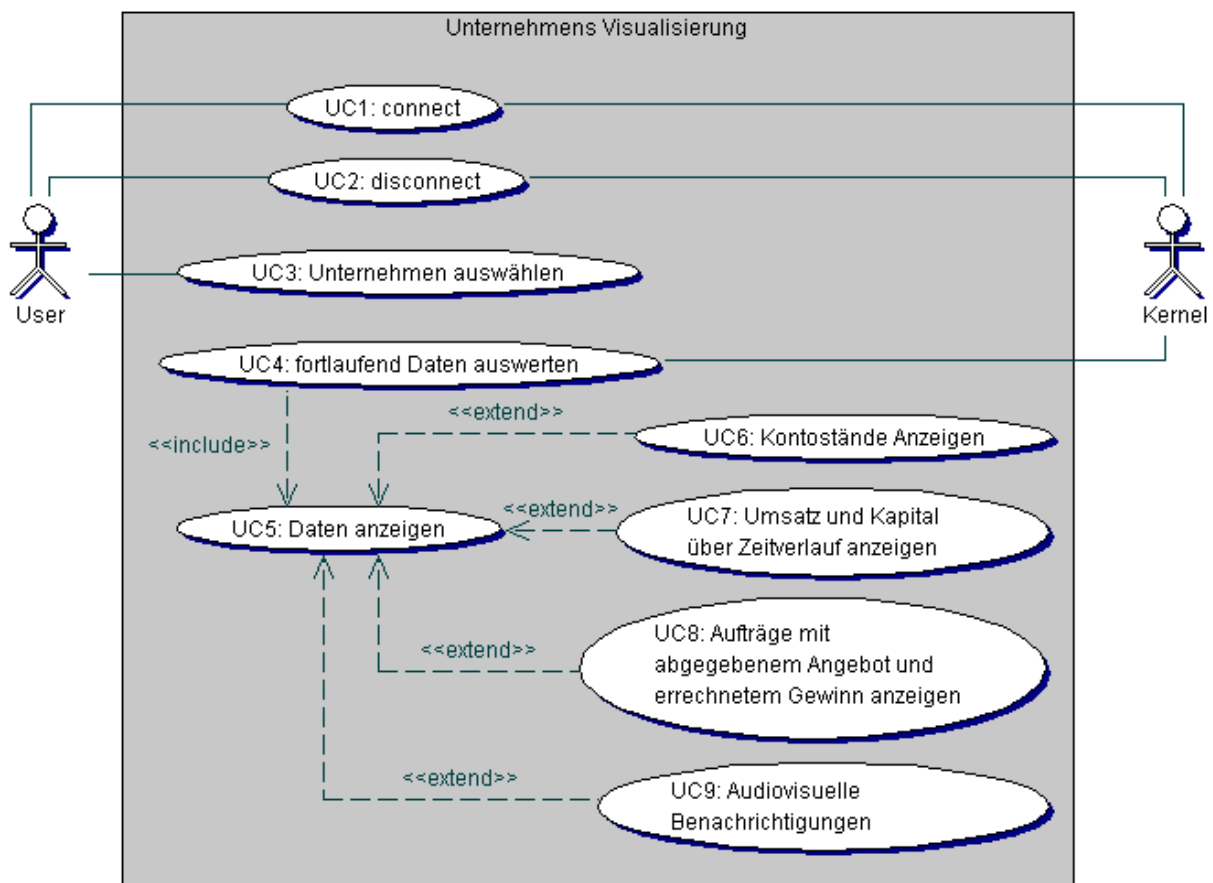 Unternehmens Visualisierung
UC1: connect
UC2: disconnect
UC3: Unternehmen auswählen
User
Kernel
UC4: fortlaufend Daten auswerten
<<extend>>
<<include>>
UC6: Kontostände Anzeigen
<<extend>>
UC5: Daten anzeigen
UC7: Umsatz und Kapital
über Zeitverlauf anzeigen
UC8: Aufträge mit
<<extend>>
abgegebenem Angebot und
errechnetem Gewinn anzeigen
<<extend>>
UC9: Audiovisuelle
Benachrichtigungen